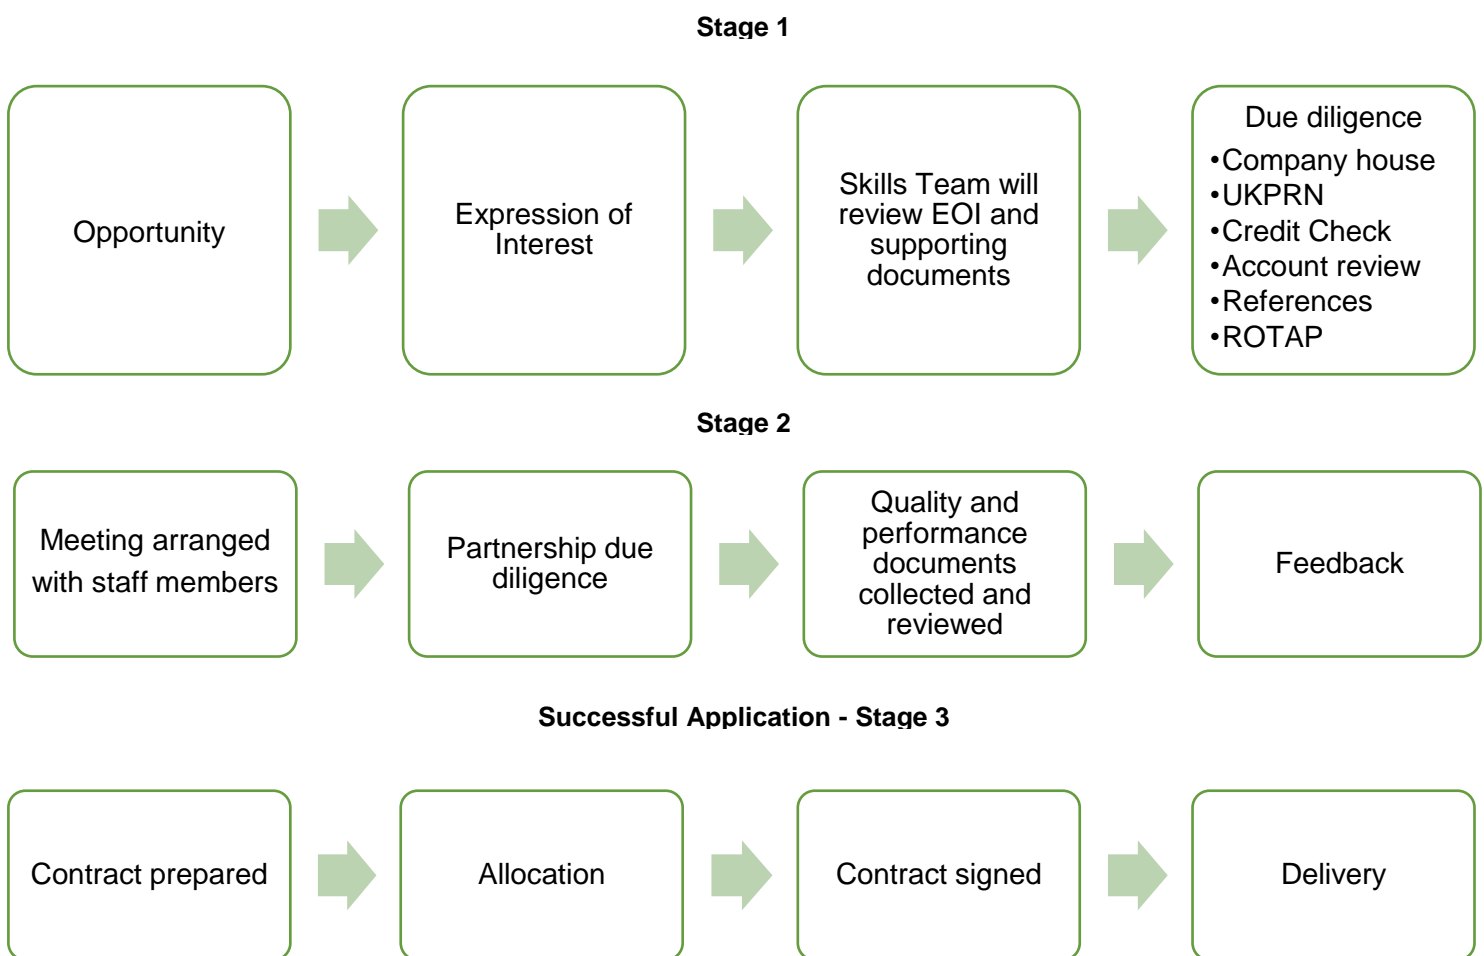 Stage 1
Opportunity
Expression of
Interest
Skills Team will
review EOI and
supporting
documents
Due diligence
•Company house
•UKPRN
•Credit Check
•Account review
•References
•ROTAP
Stage 2
Meeting arranged
with staff members
Partnership due
diligence
Quality and
performance
documents
collected and
reviewed
Feedback
Successful Application - Stage 3
Contract prepared
Allocation
Contract signed
Delivery